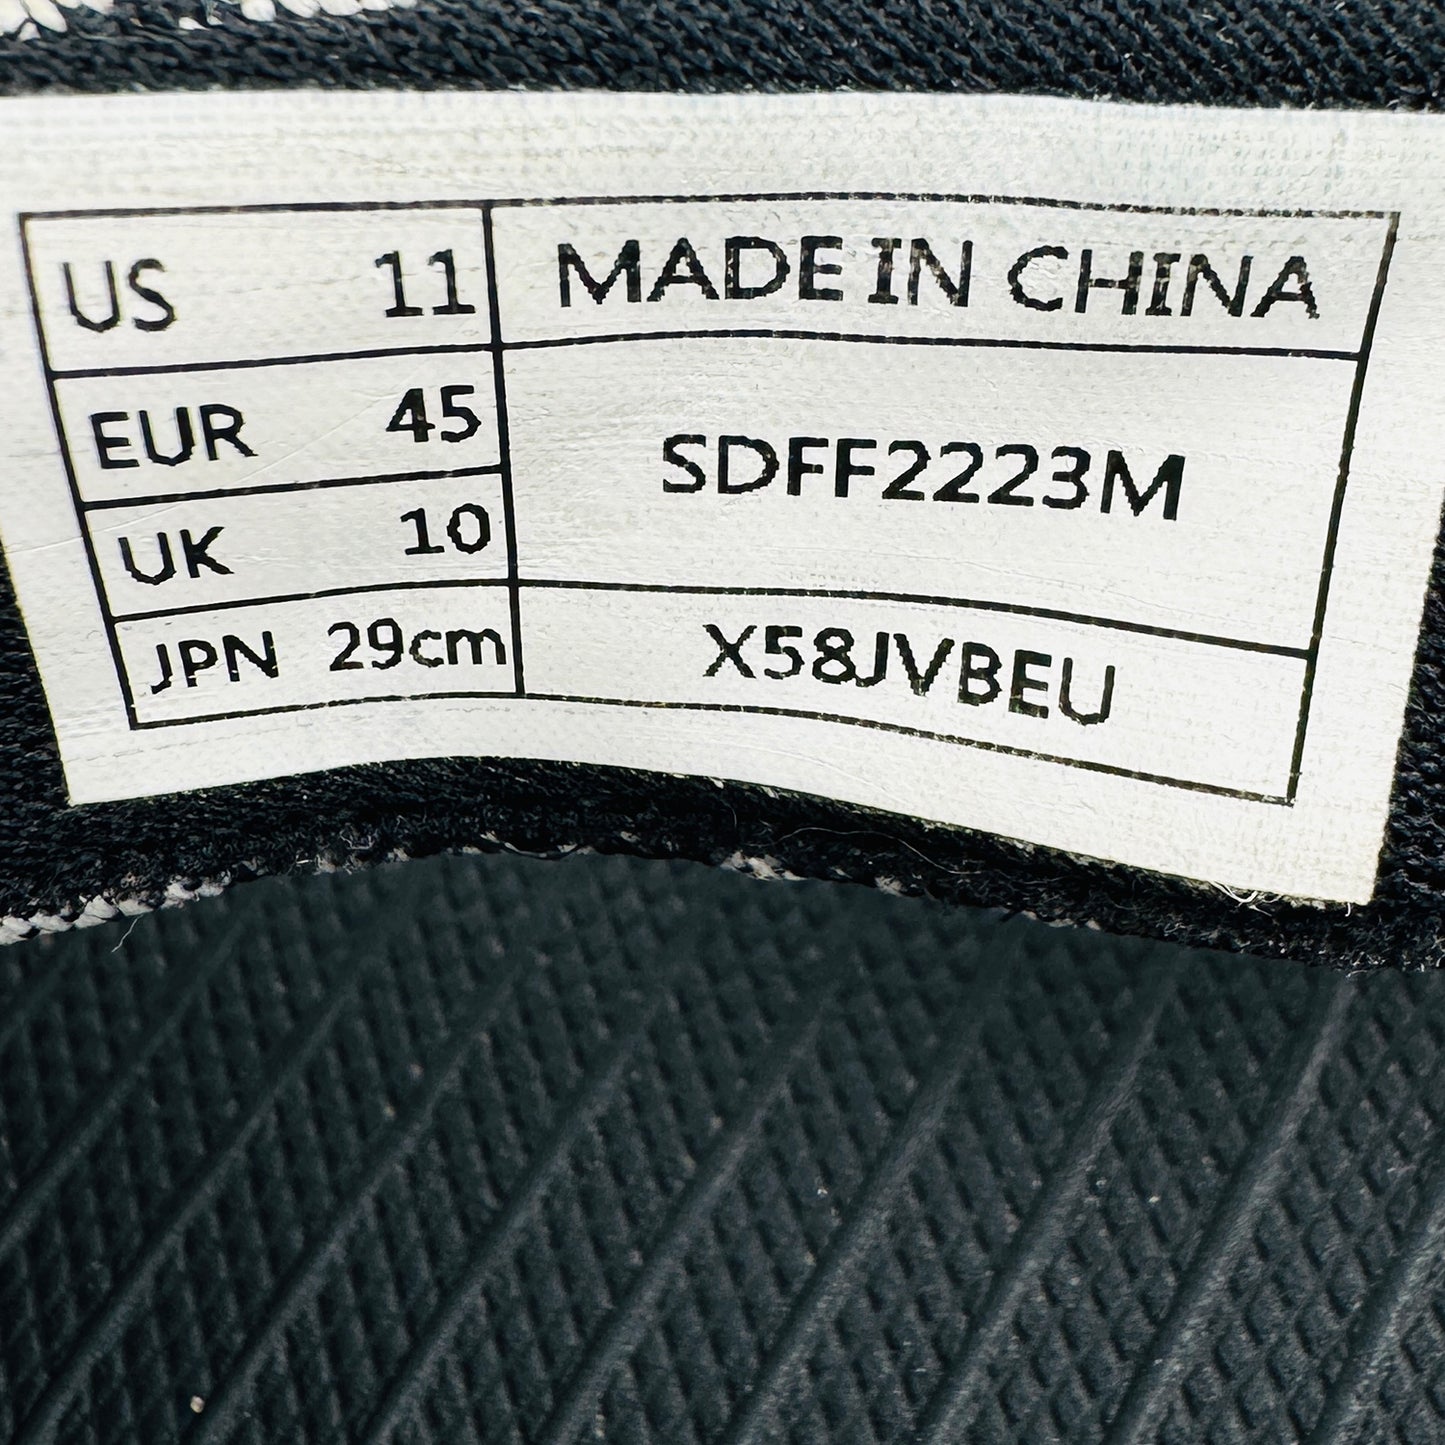 US 11
MADE IN CHINA
EUR 45
SDFF2223M
UK 10
JPN 29cm
X58JVBEU